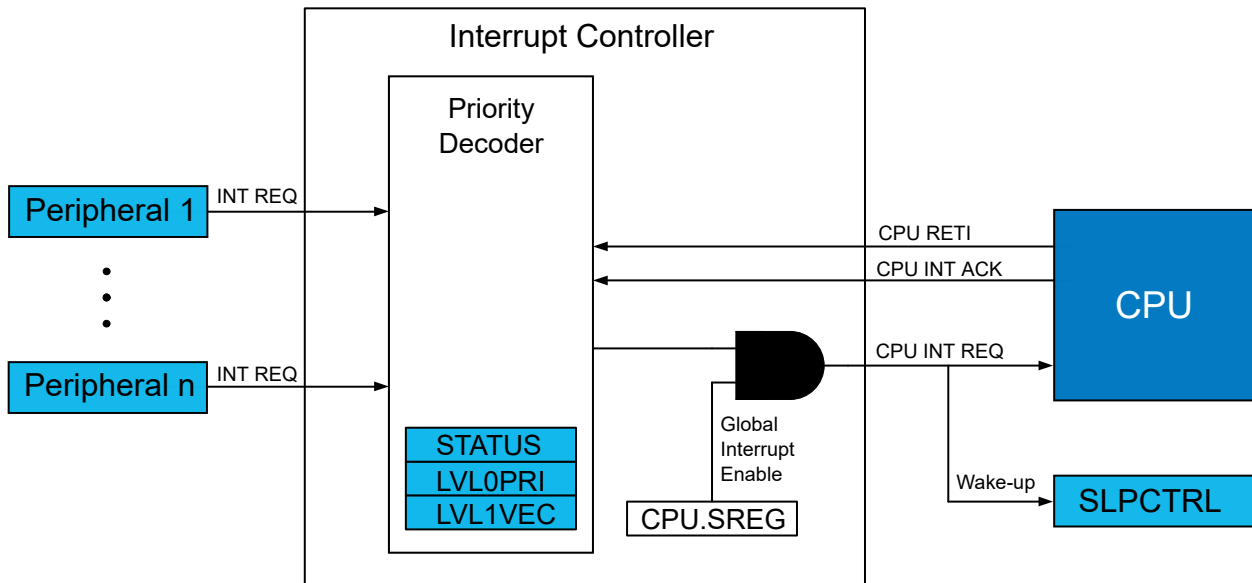 Interrupt Controller
Priority
Decoder
Peripheral 1
INT REQ
Peripheral n
INT REQ
STATUS
LVL0PRI
LVL1VEC
CPU RETI
CPU INT ACK
CPU INT REQ
Global
Interrupt
Enable
CPU.SREG
CPU
Wake-up
SLPCTRL